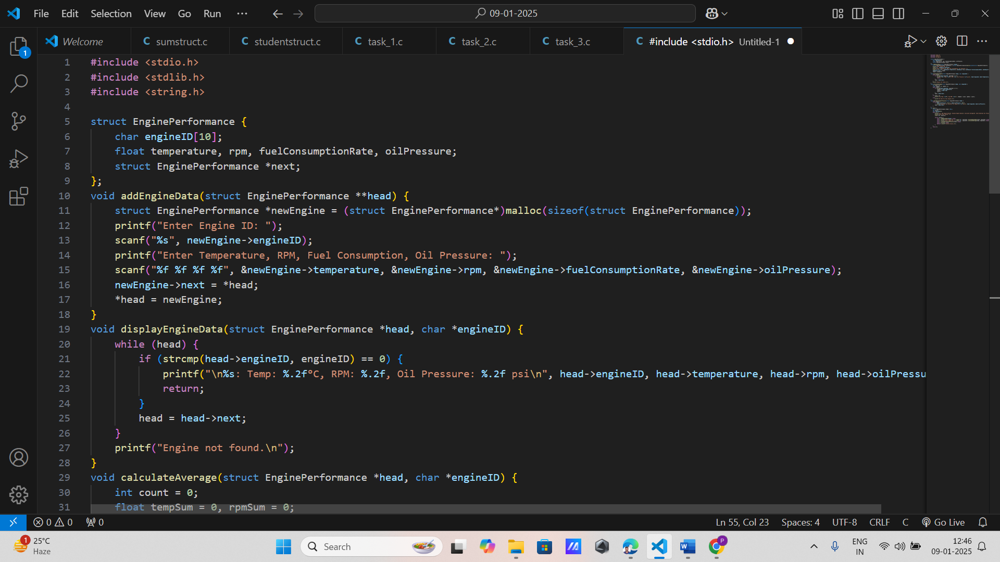 File Edit Selection View Go Run ··· 09-01-2025
Welcome sumstruct.c studentstruct.c task_1.c task_2.c task_3.c #include <stdio.h> Untitled-1
1 #include <stdio.h>
2 #include <stdlib.h>
3 #include <string.h>
4
5 struct EnginePerformance {
6 char engineID[10];
7 float temperature, rpm, fuelConsumptionRate, oilPressure;
8 struct EnginePerformance *next;
9 };
10 void addEngineData(struct EnginePerformance **head) {
11 struct EnginePerformance *newEngine = (struct EnginePerformance*)malloc(sizeof(struct EnginePerformance));
12 printf("Enter Engine ID: ");
13 scanf("%s", newEngine->engineID);
14 printf("Enter Temperature, RPM, Fuel Consumption, Oil Pressure: ");
15 scanf("%f %f %f %f", &newEngine->temperature, &newEngine->rpm, &newEngine->fuelConsumptionRate, &newEngine->oilPressure);
16 newEngine->next = *head;
17 *head = newEngine;
18 }
19 void displayEngineData(struct EnginePerformance *head, char *engineID) {
20 while (head) {
21 if (strcmp(head->engineID, engineID) == 0) {
22 printf("\n%s: Temp: %.2f°C, RPM: %.2f, Oil Pressure: %.2f psi\n", head->engineID, head->temperature, head->rpm, head->oilPressu
23 return;
24 }
25 head = head->next;
26 }
27 printf("Engine not found.\n");
28 }
29 void calculateAverage(struct EnginePerformance *head, char *engineID) {
30 int count = 0;
31 float tempSum = 0, rpmSum = 0;
1
0 0 0 Ln 55, Col 23 Spaces: 4 UTF-8 CRLF C Go Live
1 25°C
Haze
Search
W
P
ENG
IN
12:46
09-01-2025